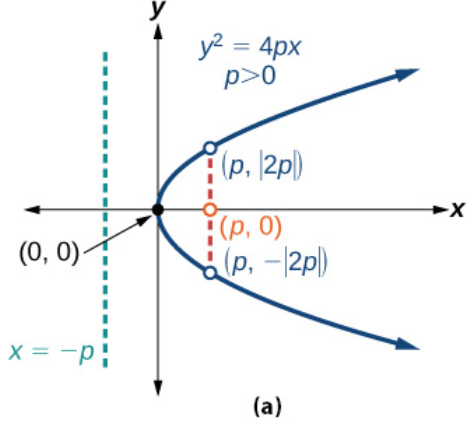 y
y² = 4px
p>0
(p, |2p|)
x
(p, 0)
(0, 0)
(p, −|2p|)
x = −p
(a)